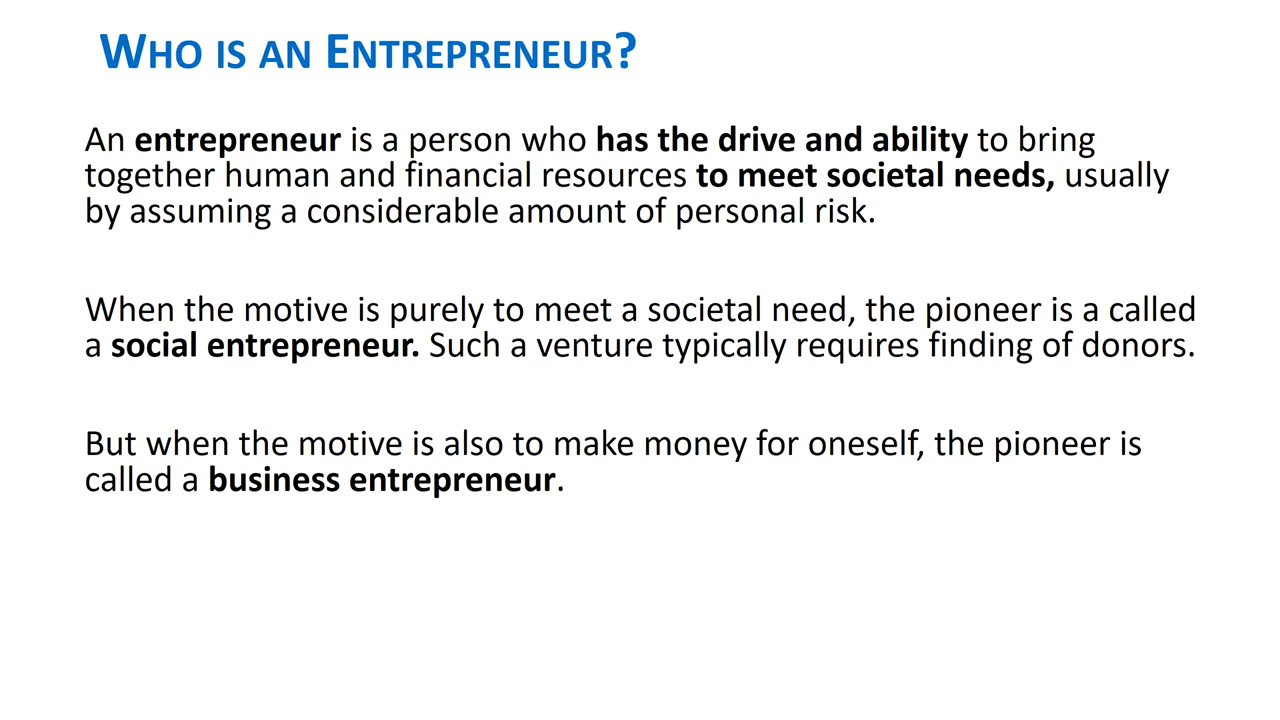 WHO IS AN ENTREPRENEUR?
An entrepreneur is a person who has the drive and ability to bring
together human and financial resources to meet societal needs, usually
by assuming a considerable amount of personal risk.
When the motive is purely to meet a societal need, the pioneer is a called
a social entrepreneur. Such a venture typically requires finding of donors.
But when the motive is also to make money for oneself, the pioneer is
called a business entrepreneur.